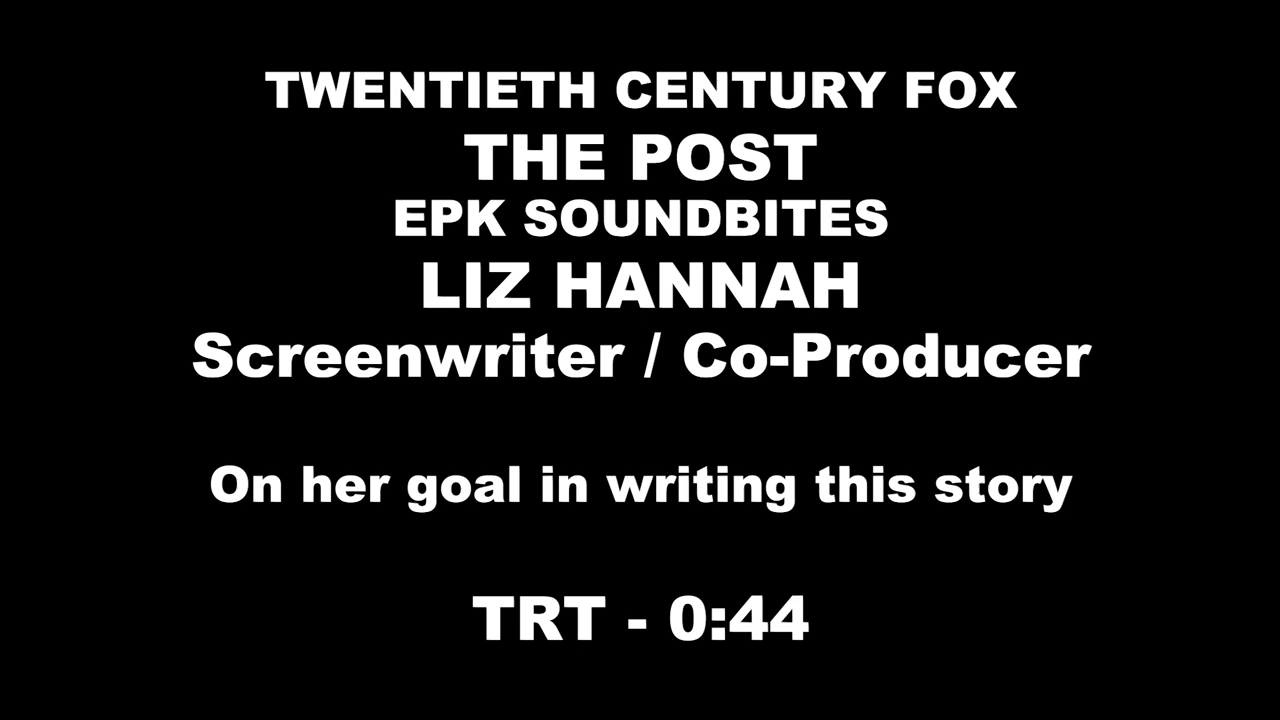 TWENTIETH CENTURY FOX
THE POST
EPK SOUNDBITES
LIZ HANNAH
Screenwriter / Co-Producer
On her goal in writing this story
TRT - 0:44